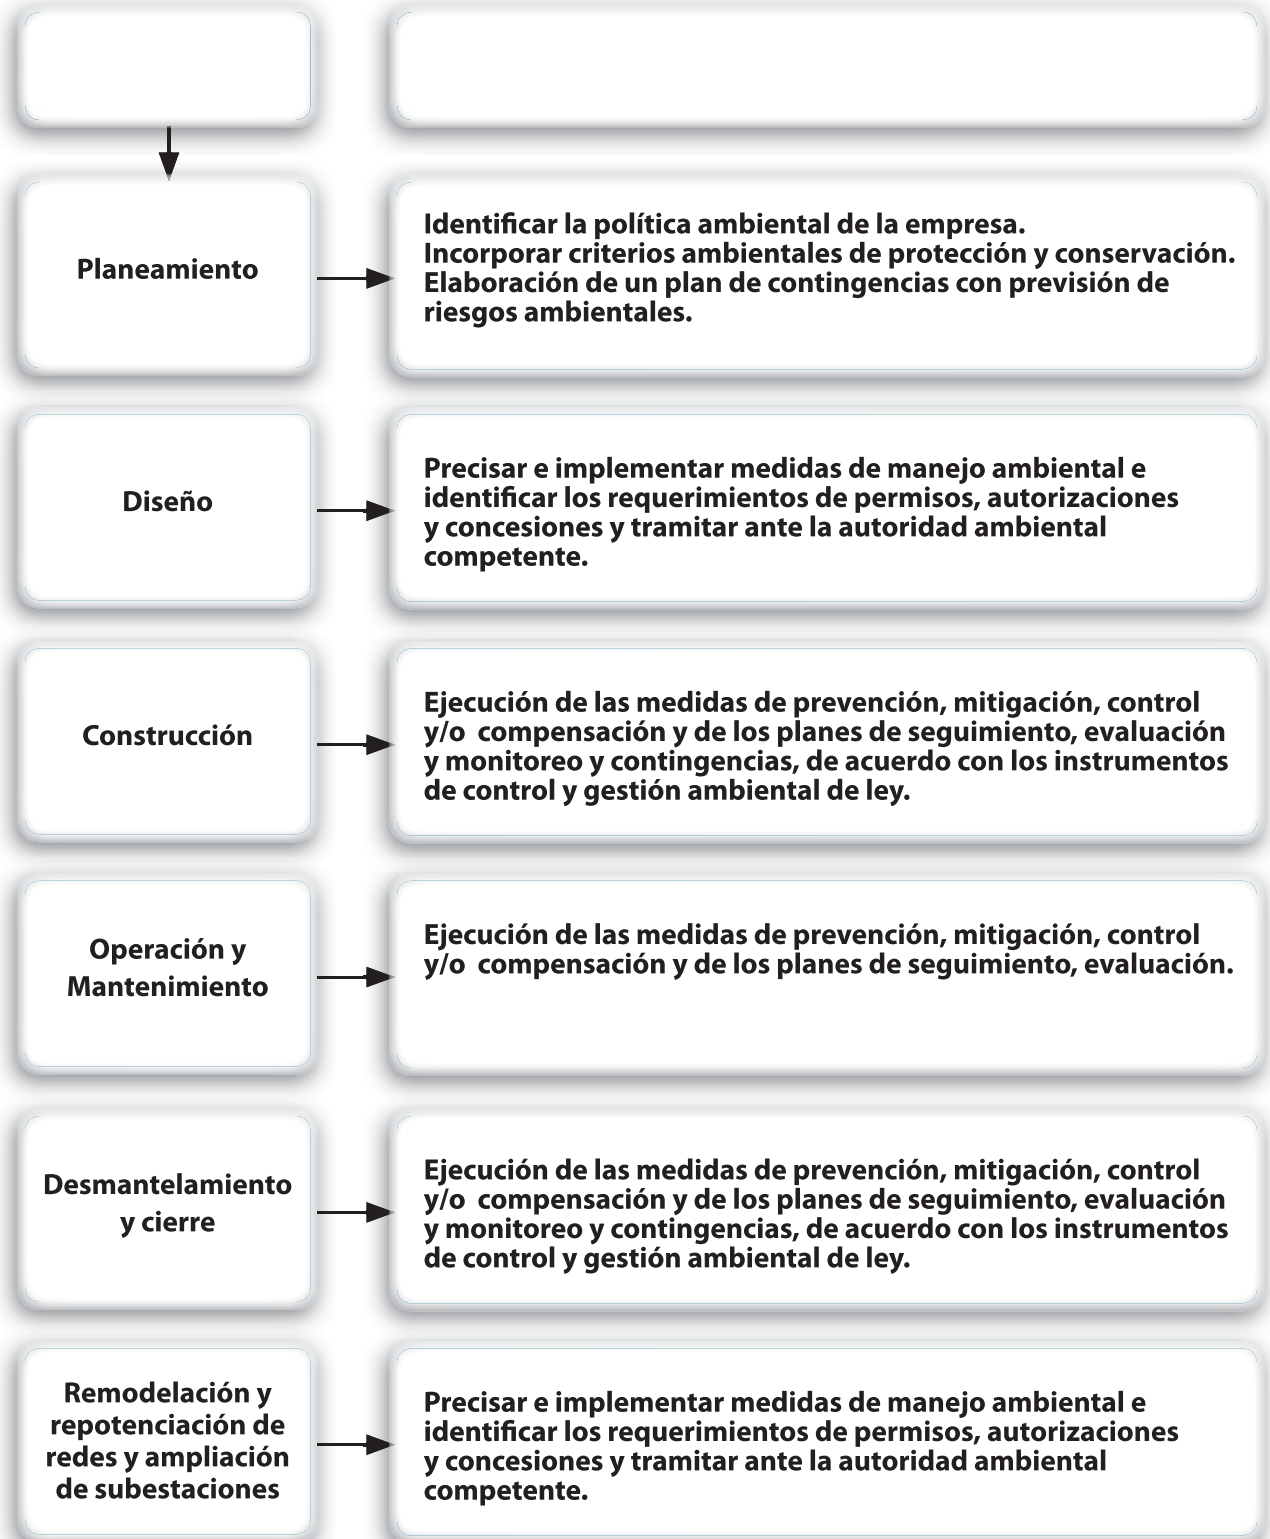 Planeamiento
Identificar la política ambiental de la empresa.
Incorporar criterios ambientales de protección y conservación.
Elaboración de un plan de contingencias con previsión de
riesgos ambientales.
Diseño
Precisar e implementar medidas de manejo ambiental e
identificar los requerimientos de permisos, autorizaciones
y concesiones y tramitar ante la autoridad ambiental
competente.
Construcción
Ejecución de las medidas de prevención, mitigación, control
y/o  compensación y de los planes de seguimiento, evaluación
y monitoreo y contingencias, de acuerdo con los instrumentos
de control y gestión ambiental de ley.
Operación y
Mantenimiento
Ejecución de las medidas de prevención, mitigación, control
y/o  compensación y de los planes de seguimiento, evaluación.
Desmantelamiento
y cierre
Ejecución de las medidas de prevención, mitigación, control
y/o  compensación y de los planes de seguimiento, evaluación
y monitoreo y contingencias, de acuerdo con los instrumentos
de control y gestión ambiental de ley.
Remodelación y
repotenciación de
redes y ampliación
de subestaciones
Precisar e implementar medidas de manejo ambiental e
identificar los requerimientos de permisos, autorizaciones
y concesiones y tramitar ante la autoridad ambiental
competente.